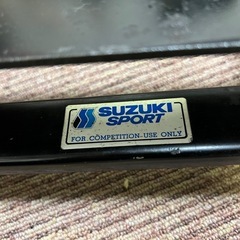 SUZUKI
SPORT
FOR COMPETITION-USE ONLY